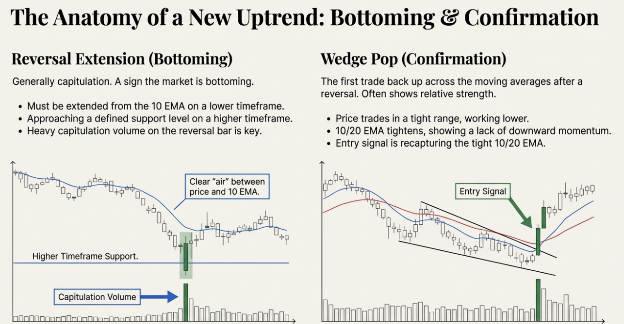 The Anatomy of a New Uptrend: Bottoming & Confirmation
Reversal Extension (Bottoming)
Generally capitulation. A sign the market is bottoming.
• Must be extended from the 10 EMA on a lower timeframe.
• Approaching a defined support level on a higher timeframe.
• Heavy capitulation volume on the reversal bar is key.
Clear "air" between
price and 10 EMA.
Higher Timeframe Support.
Capitulation Volume
Wedge Pop (Confirmation)
The first trade back up across the moving averages after a
reversal. Often shows relative strength.
• Price trades in a tight range, working lower.
• 10/20 EMA tightens, showing a lack of downward momentum.
• Entry signal is recapturing the tight 10/20 EMA.
Entry Signal